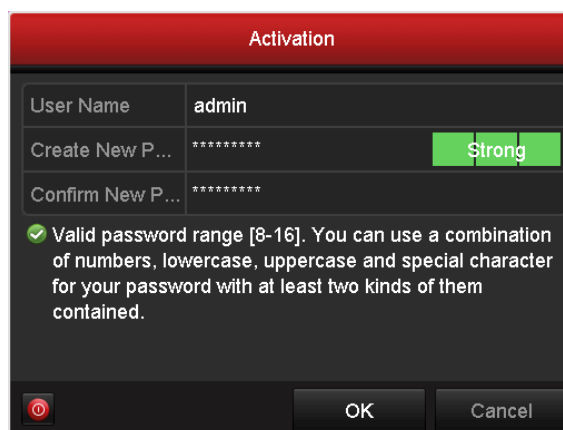 Activation
User Name admin
Create New P... ********* Strong
Confirm New P... *********
Valid password range [8-16]. You can use a combination
of numbers, lowercase, uppercase and special character
for your password with at least two kinds of them
contained.
OK Cancel